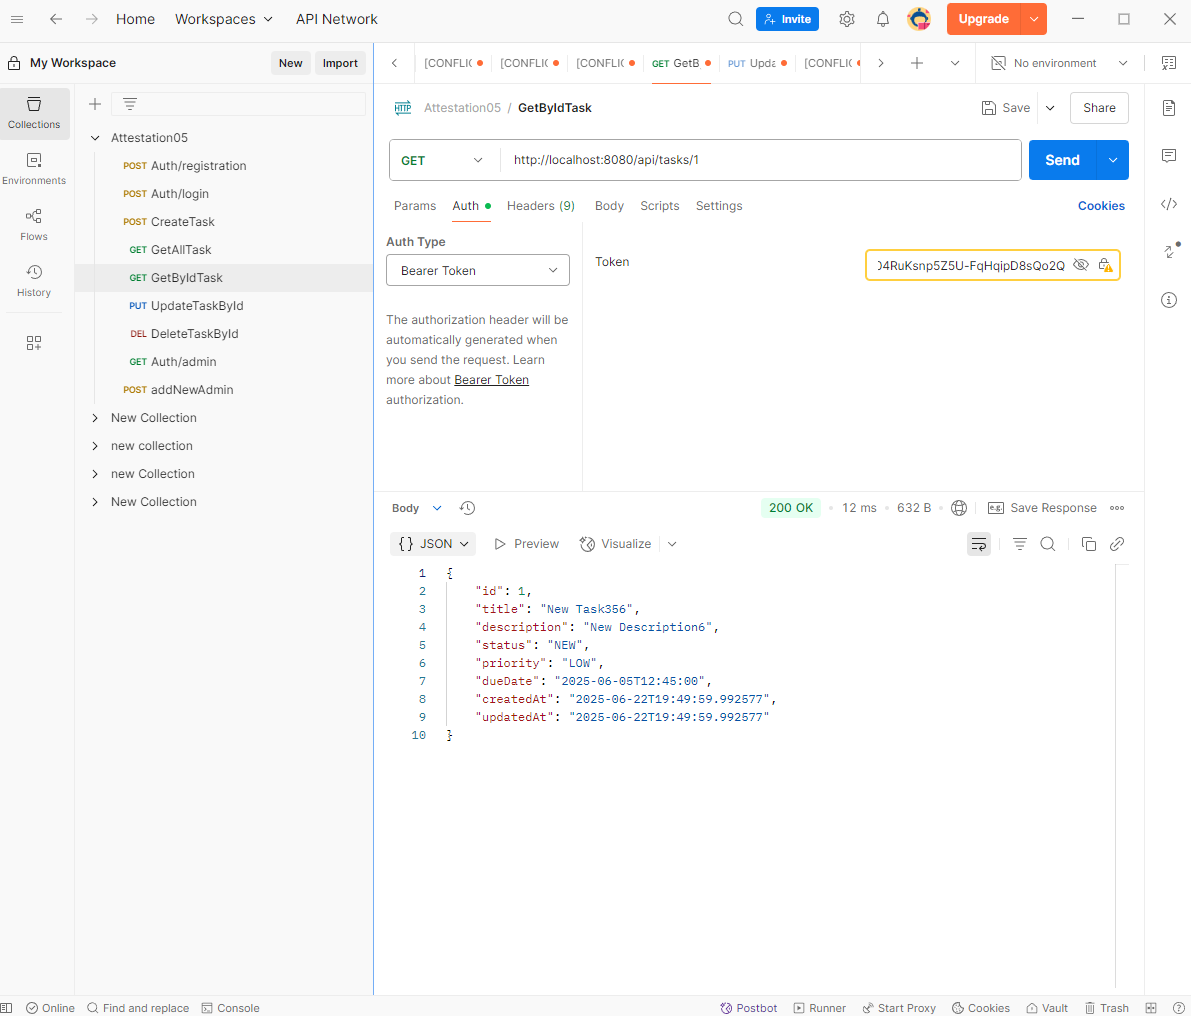 Home
Workspaces
API Network
Invite
Upgrade
My Workspace
New
Import
[CONFLIC
[CONFLIC
[CONFLIC
GET GetB
PUT Upda
[CONFLIC
No environment
Collections
Environments
Flows
History
Attestation05
POST Auth/registration
POST Auth/login
POST CreateTask
GET GetAllTask
GET GetByIdTask
PUT UpdateTaskById
DEL DeleteTaskById
GET Auth/admin
POST addNewAdmin
New Collection
new collection
new Collection
New Collection
HTTP
Attestation05 / GetByIdTask
Save
Share
GET
http://localhost:8080/api/tasks/1
Send
Params
Auth
Headers (9)
Body
Scripts
Settings
Cookies
Auth Type
Bearer Token
The authorization header will be
automatically generated when
you send the request. Learn
more about Bearer Token
authorization.
Token
04RuKsnp5Z5U-FqHqipD8sQo2Q
Body
200 OK
12 ms
632 B
e.g.
Save Response
{} JSON
Preview
Visualize
1 {
2 "id": 1,
3 "title": "New Task356",
4 "description": "New Description6",
5 "status": "NEW",
6 "priority": "LOW",
7 "dueDate": "2025-06-05T12:45:00",
8 "createdAt": "2025-06-22T19:49:59.992577",
9 "updatedAt": "2025-06-22T19:49:59.992577"
10 }
Online
Find and replace
Console
Postbot
Runner
Start Proxy
Cookies
Vault
Trash